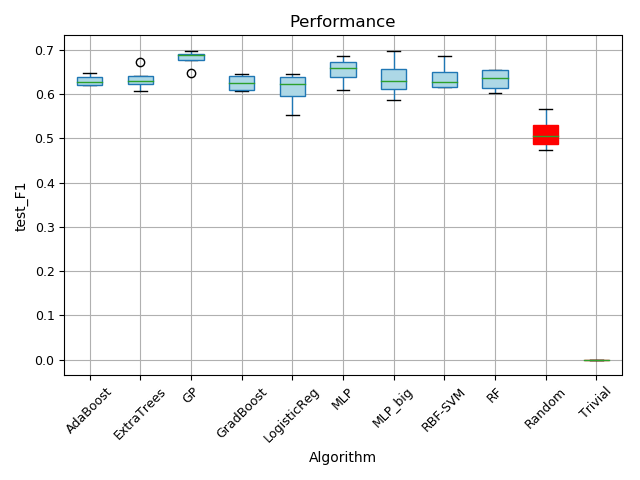 Performance
0.7
0.6
0.5
0.4
0.3
0.2
0.1
0.0
test_F1
AdaBoost
ExtraTrees
GP
GradBoost
LogisticReg
MLP
MLP_big
RBF-SVM
RF
Random
Trivial
Algorithm